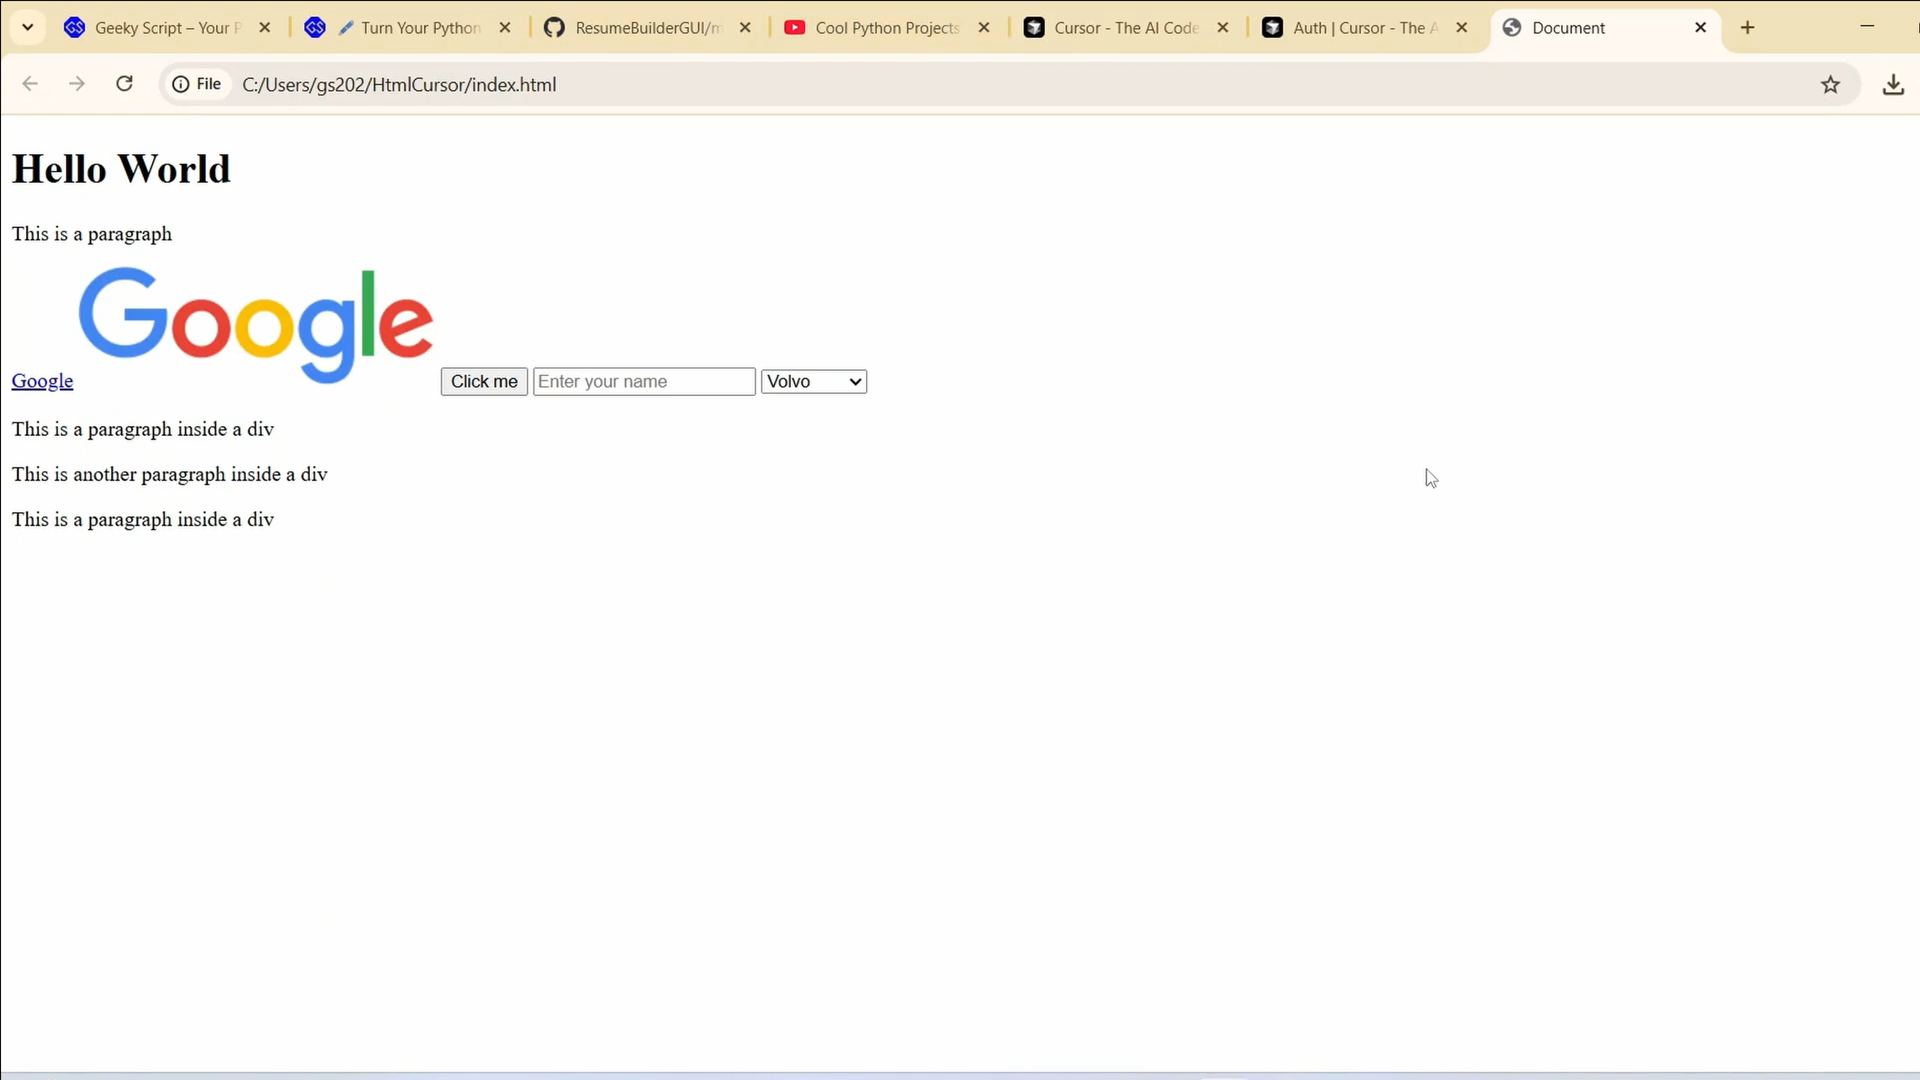 Geeky Script – Your P
Turn Your Python
ResumeBuilderGUI/m
Cool Python Projects
Cursor - The AI Code
Auth | Cursor - The A
Document
File
C:/Users/gs202/HtmlCursor/index.html
Hello World
This is a paragraph
Google
Google
Click me
Enter your name
Volvo
This is a paragraph inside a div
This is another paragraph inside a div
This is a paragraph inside a div